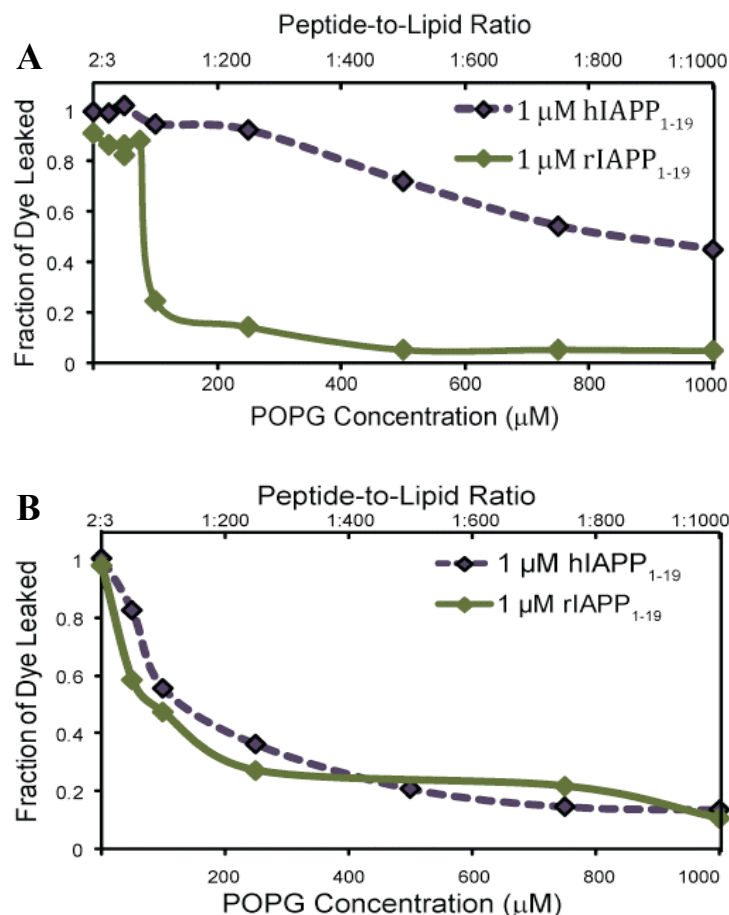 Peptide-to-Lipid Ratio
A
2:3 1:200 1:400 1:600 1:800 1:1000
Fraction of Dye Leaked
1
0.8
0.6
0.4
0.2
0
1 µM hIAPP1-19
1 µM rIAPP1-19
200 400 600 800 1000
POPG Concentration (µM)
B
Peptide-to-Lipid Ratio
2:3 1:200 1:400 1:600 1:800 1:1000
Fraction of Dye Leaked
1
0.8
0.6
0.4
0.2
0
1 µM hIAPP1-19
1 µM rIAPP1-19
200 400 600 800 1000
POPG Concentration (µM)